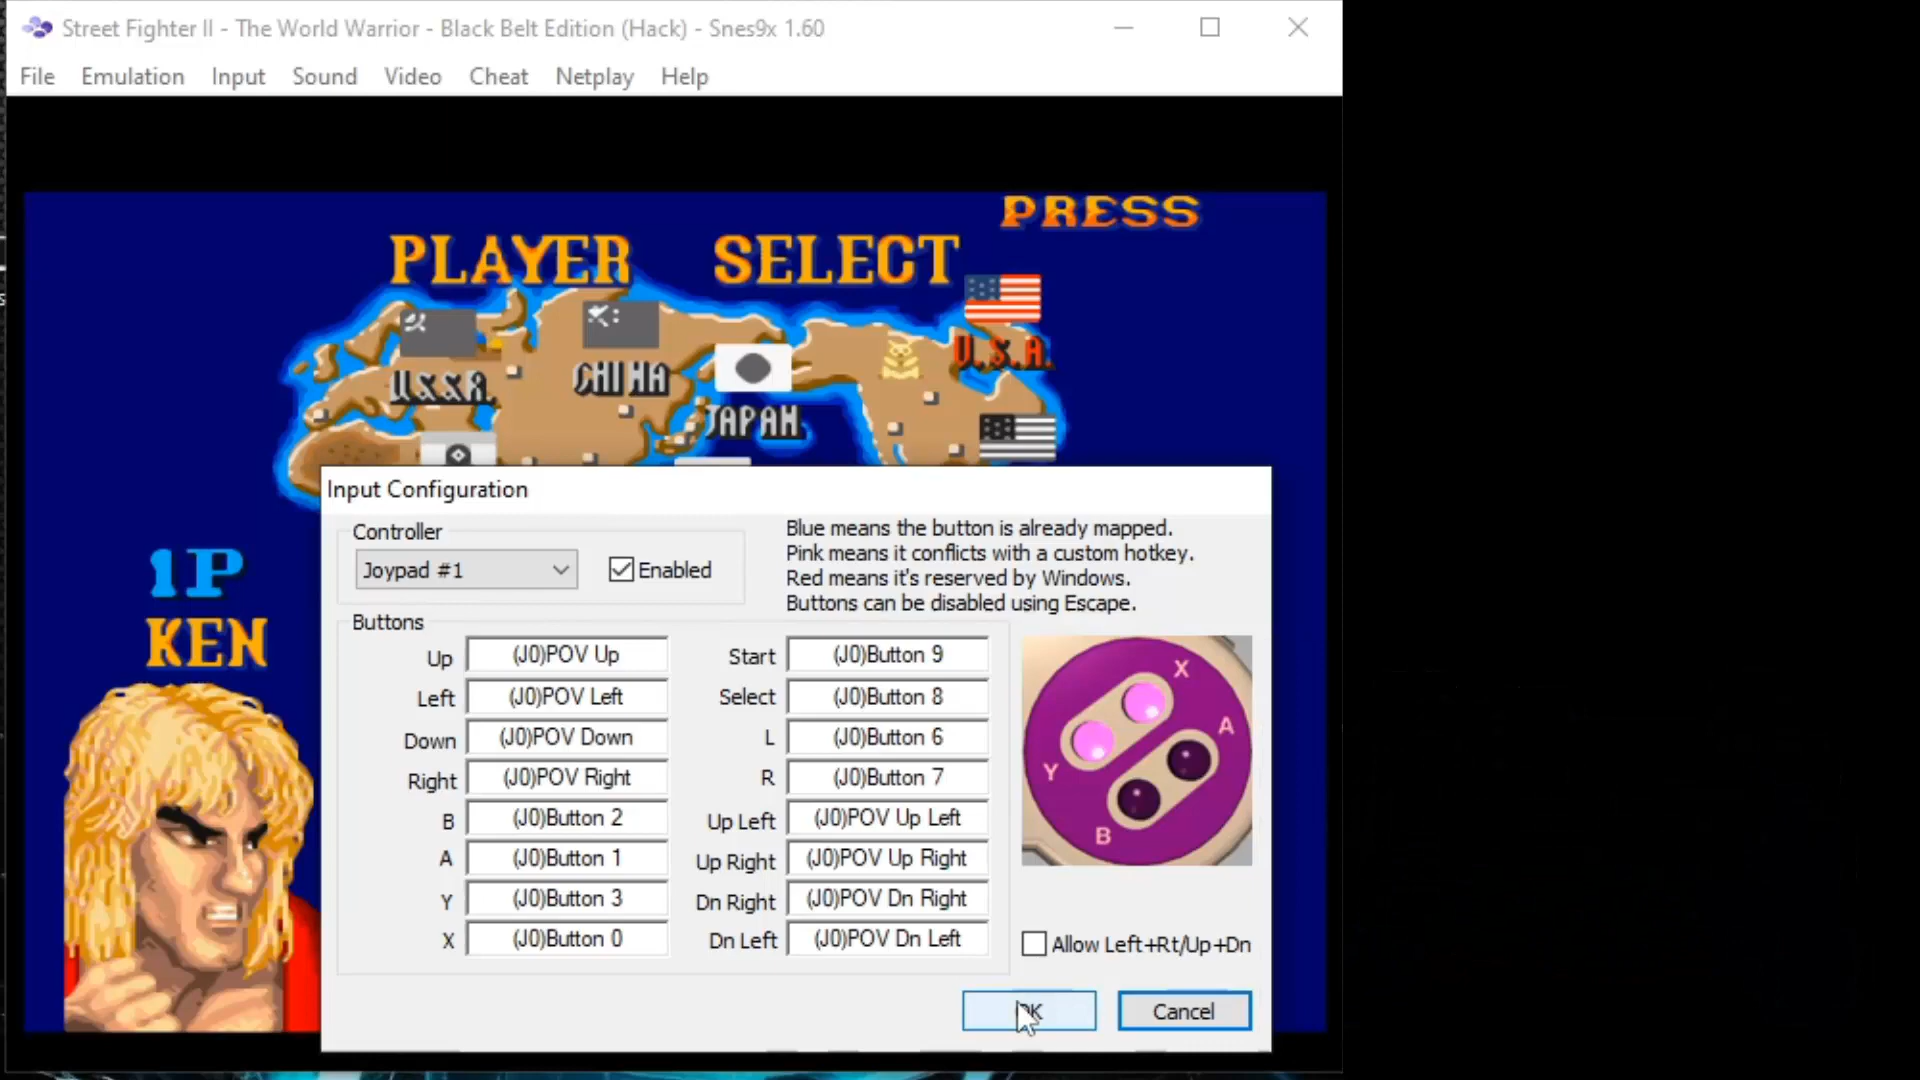 Street Fighter II - The World Warrior - Black Belt Edition (Hack) - Snes9x 1.60
File Emulation Input Sound Video Cheat Netplay Help
PRESS
PLAYER SELECT
U.S.S.R.
CHINA
JAPAN
U.S.A.
1P
KEN
Input Configuration
Controller
Joypad #1
Enabled
Blue means the button is already mapped.
Pink means it conflicts with a custom hotkey.
Red means it's reserved by Windows.
Buttons can be disabled using Escape.
Buttons
Up (J0)POV Up
Left (J0)POV Left
Down (J0)POV Down
Right (J0)POV Right
B (J0)Button 2
A (J0)Button 1
Y (J0)Button 3
X (J0)Button 0
Start (J0)Button 9
Select (J0)Button 8
L (J0)Button 6
R (J0)Button 7
Up Left (J0)POV Up Left
Up Right (J0)POV Up Right
Dn Right (J0)POV Dn Right
Dn Left (J0)POV Dn Left
X
A
Y
B
Allow Left+Rt/Up+Dn
OK
Cancel